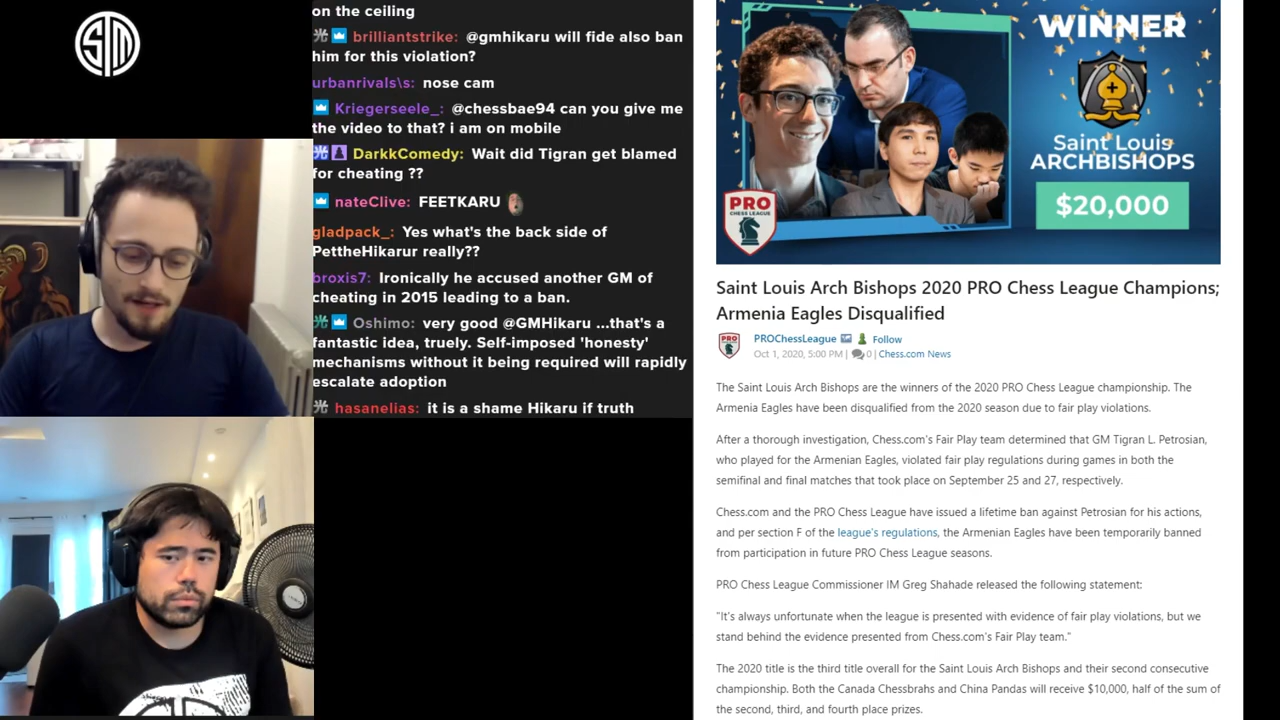 TSM
on the ceiling
brilliantstrike: @gmhikaru will fide also ban
him for this violation?
urbanrivals\s: nose cam
Kriegerseele_: @chessbae94 can you give me
the video to that? i am on mobile
DarkkComedy: Wait did Tigran get blamed
for cheating ??
nateClive: FEETKARU
gladpack_: Yes what's the back side of
PettheHikarur really??
broxis7: Ironically he accused another GM of
cheating in 2015 leading to a ban.
Oshimo: very good @GMHikaru ...that's a
fantastic idea, truely. Self-imposed 'honesty'
mechanisms without it being required will rapidly
escalate adoption
hasanelias: it is a shame Hikaru if truth
WINNER
Saint Louis
ARCHBISHOPS
$20,000
PRO
CHESS LEAGUE
Saint Louis Arch Bishops 2020 PRO Chess League Champions;
Armenia Eagles Disqualified
PROChessLeague Follow
Oct 1, 2020, 5:00 PM | 0 | Chess.com News
The Saint Louis Arch Bishops are the winners of the 2020 PRO Chess League championship. The
Armenia Eagles have been disqualified from the 2020 season due to fair play violations.
After a thorough investigation, Chess.com's Fair Play team determined that GM Tigran L. Petrosian,
who played for the Armenian Eagles, violated fair play regulations during games in both the
semifinal and final matches that took place on September 25 and 27, respectively.
Chess.com and the PRO Chess League have issued a lifetime ban against Petrosian for his actions,
and per section F of the league's regulations, the Armenian Eagles have been temporarily banned
from participation in future PRO Chess League seasons.
PRO Chess League Commissioner IM Greg Shahade released the following statement:
"It's always unfortunate when the league is presented with evidence of fair play violations, but we
stand behind the evidence presented from Chess.com's Fair Play team."
The 2020 title is the third title overall for the Saint Louis Arch Bishops and their second consecutive
championship. Both the Canada Chessbrahs and China Pandas will receive $10,000, half of the sum of
the second, third, and fourth place prizes.